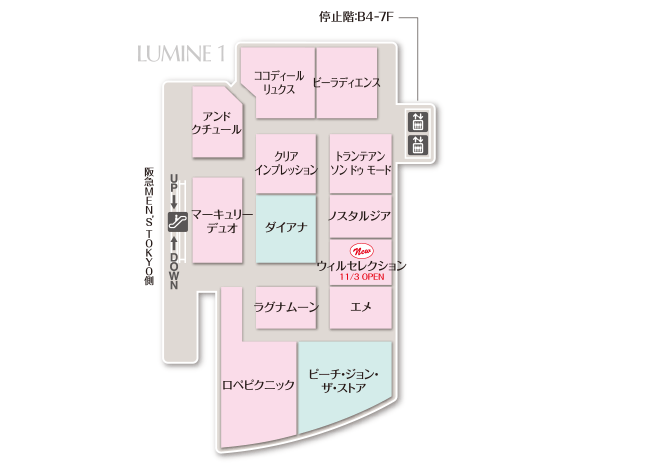 停止階:B4-7F
LUMINE 1
ココディール
リュクス
ビーラディエンス
アンド
クチュール
クリア
インプレッション
トランテアン
ソン ドゥ モード
阪急MEN'S TOKYO側
UP
DOWN
マーキュリー
デュオ
ダイアナ
ノスタルジア
New
ウィルセレクション
11/3 OPEN
ラグナムーン
エメ
ロペピクニック
ピーチ・ジョン・
ザ・ストア